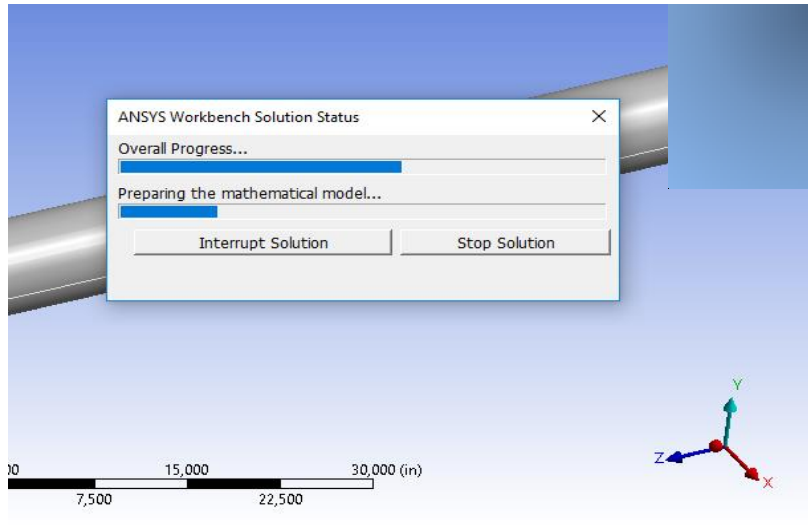 ANSYS Workbench Solution Status
Overall Progress...
Preparing the mathematical model...
Interrupt Solution Stop Solution
Y
Z
X
00 15,000 30,000 (in)
7,500 22,500